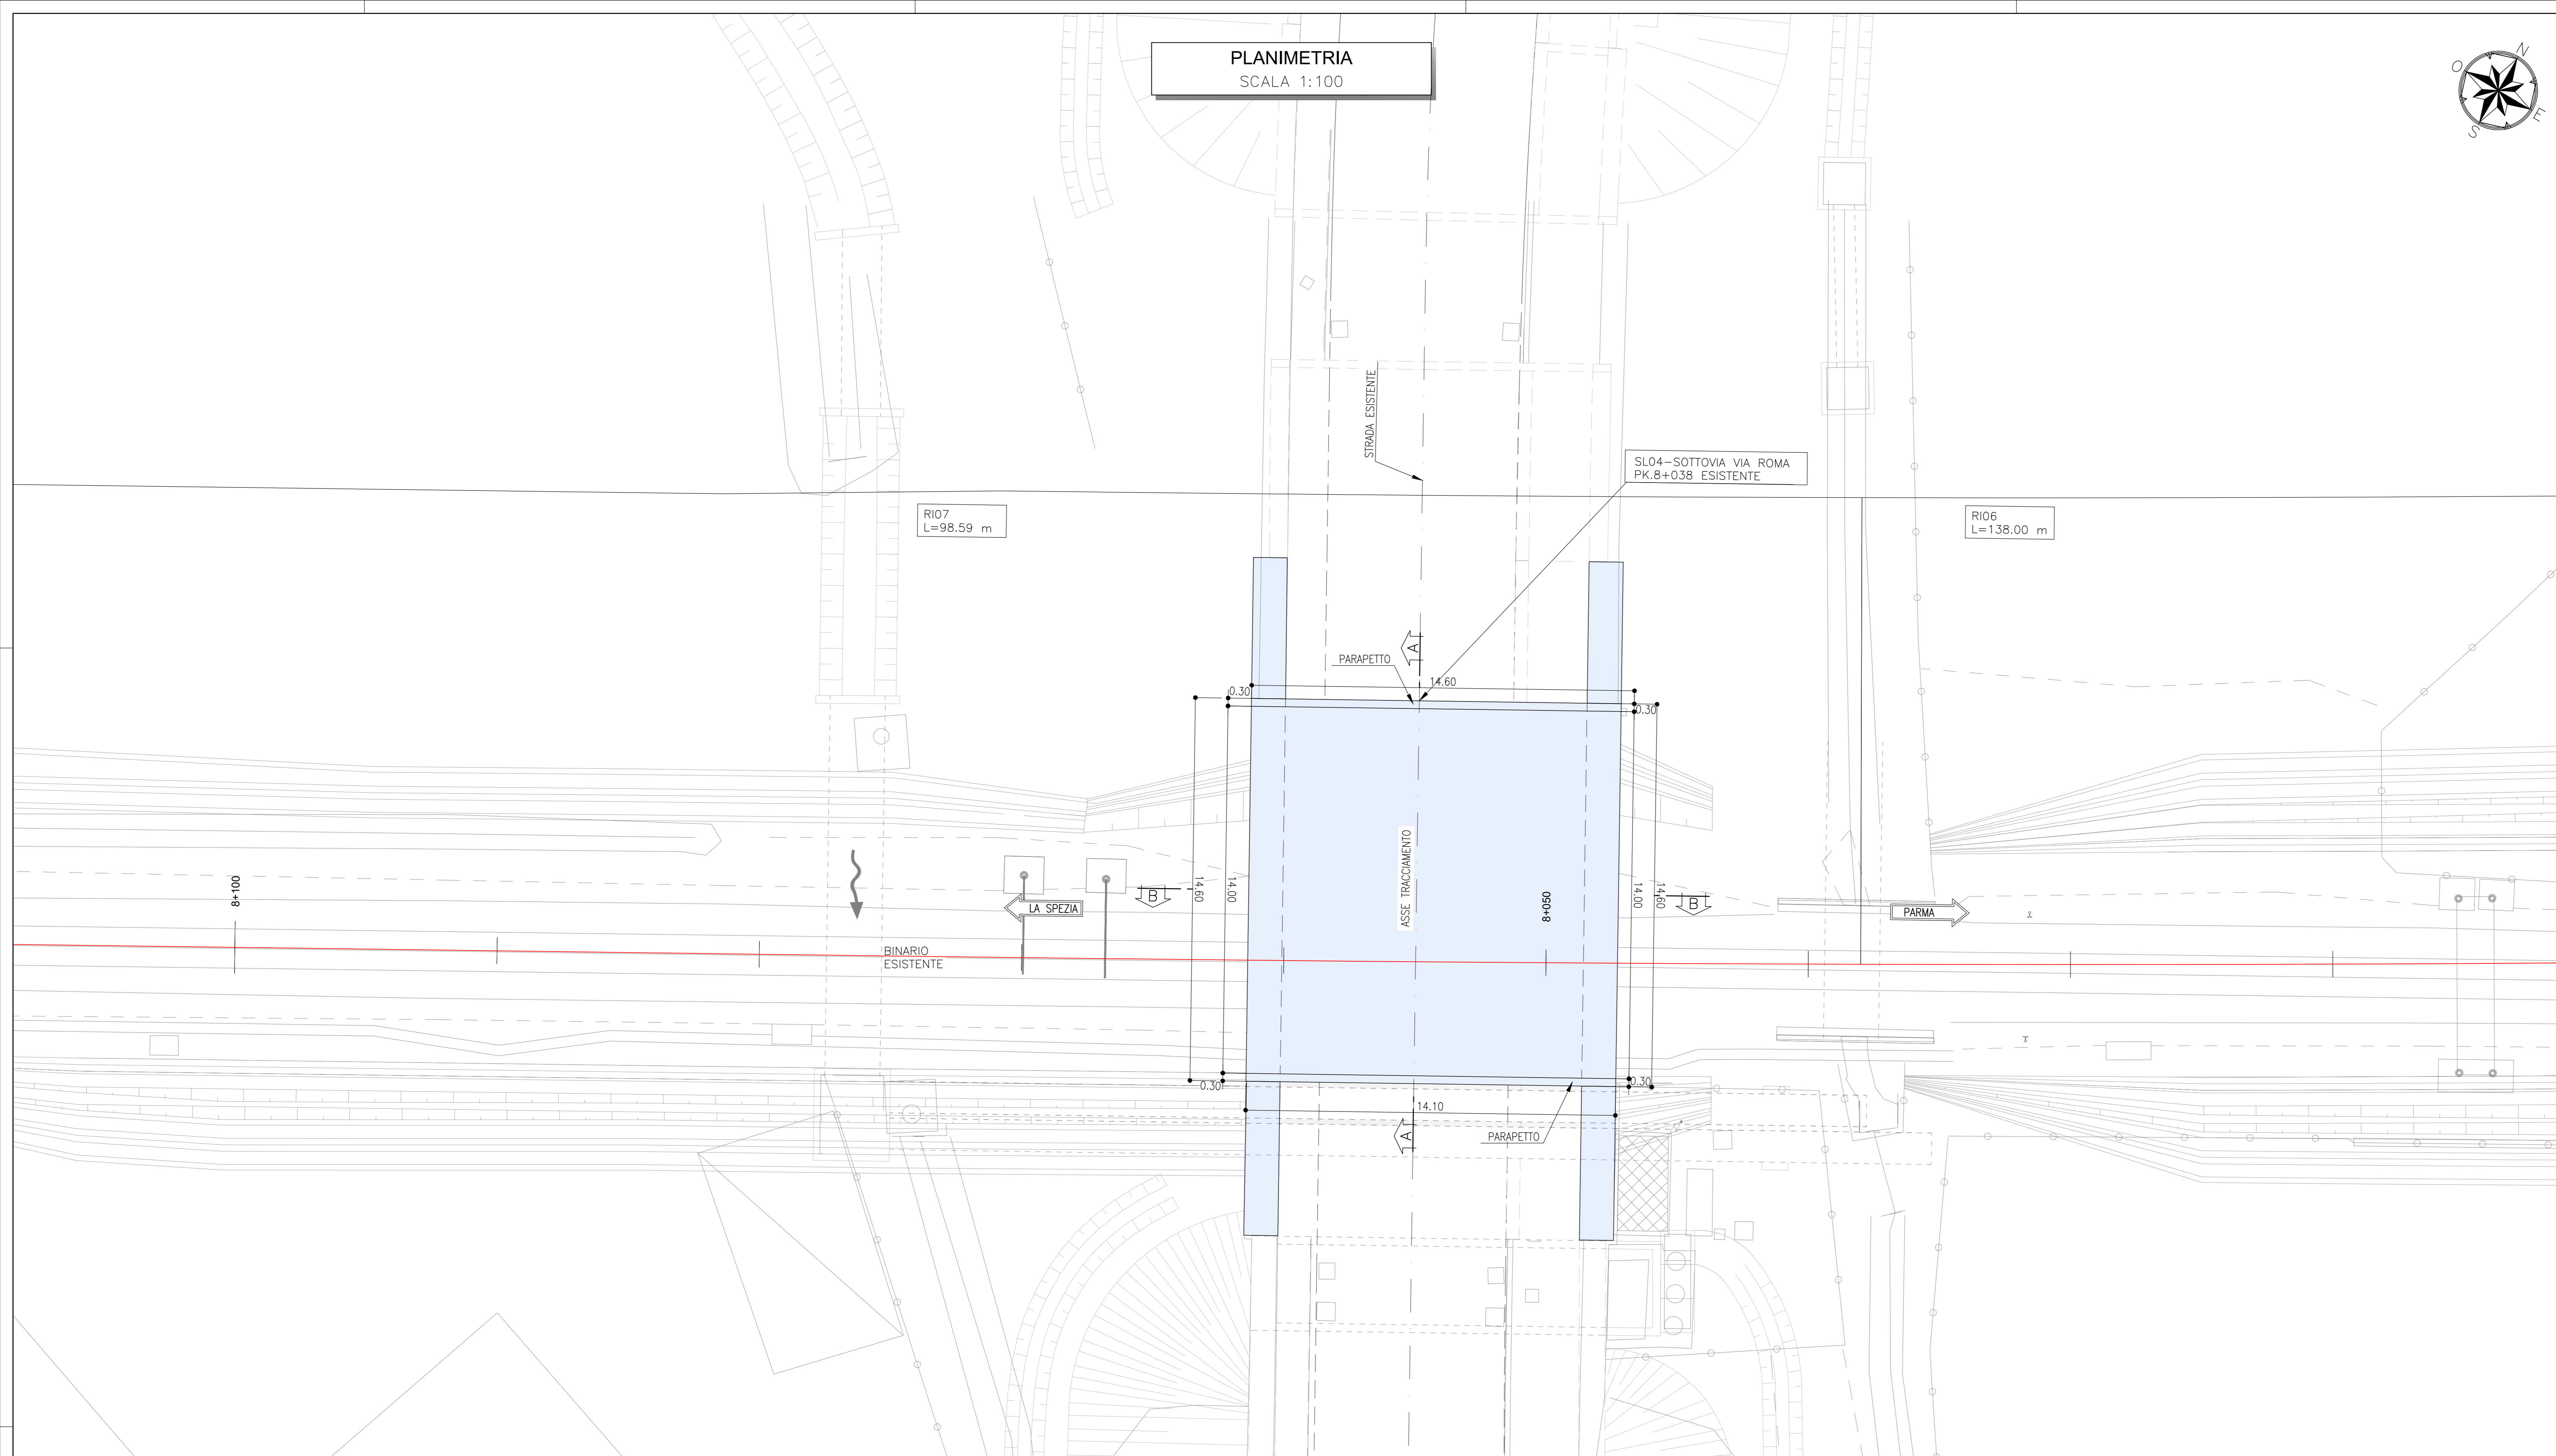 PLANIMETRIA
SCALA 1:100
N
O
E
S
STRADA ESISTENTE
SL04-SOTTOVIA VIA ROMA
PK.8+038 ESISTENTE
RI07
L=98.59 m
RI06
L=138.00 m
A
PARAPETTO
14.60
0.30
0.30
8+100
LA SPEZIA
B
14.60
14.00
ASSE TRACCIAMENTO
8+050
14.00
14.60
B
PARMA
BINARIO
ESISTENTE
0.30
0.30
14.10
A
PARAPETTO